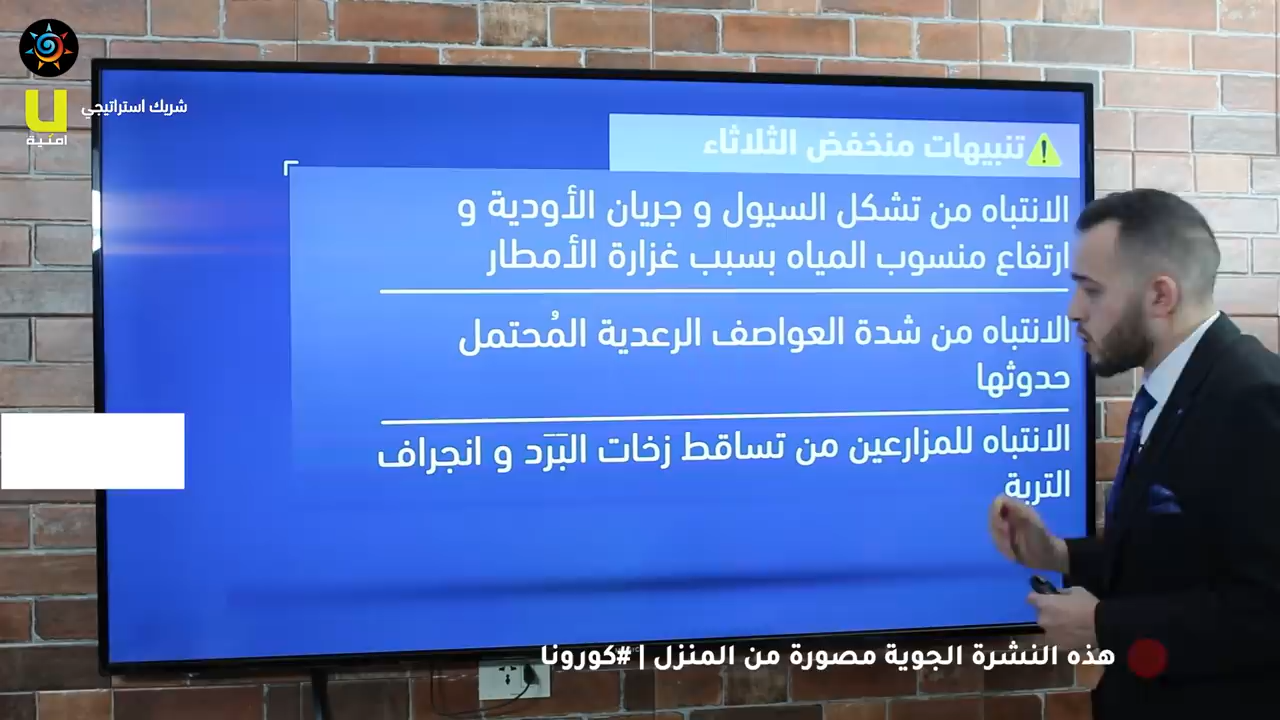 شريك استراتيجي
امنية
تنبيهات منخفض الثلاثاء
الانتباه من تشكل السيول و جريان الأودية و
ارتفاع منسوب المياه بسبب غزارة الأمطار
الانتباه من شدة العواصف الرعدية المُحتمل
حدوثها
الانتباه للمزارعين من تساقط زخات البَرَد و انجراف
التربة
هذه النشرة الجوية مصورة من المنزل | #كورونا